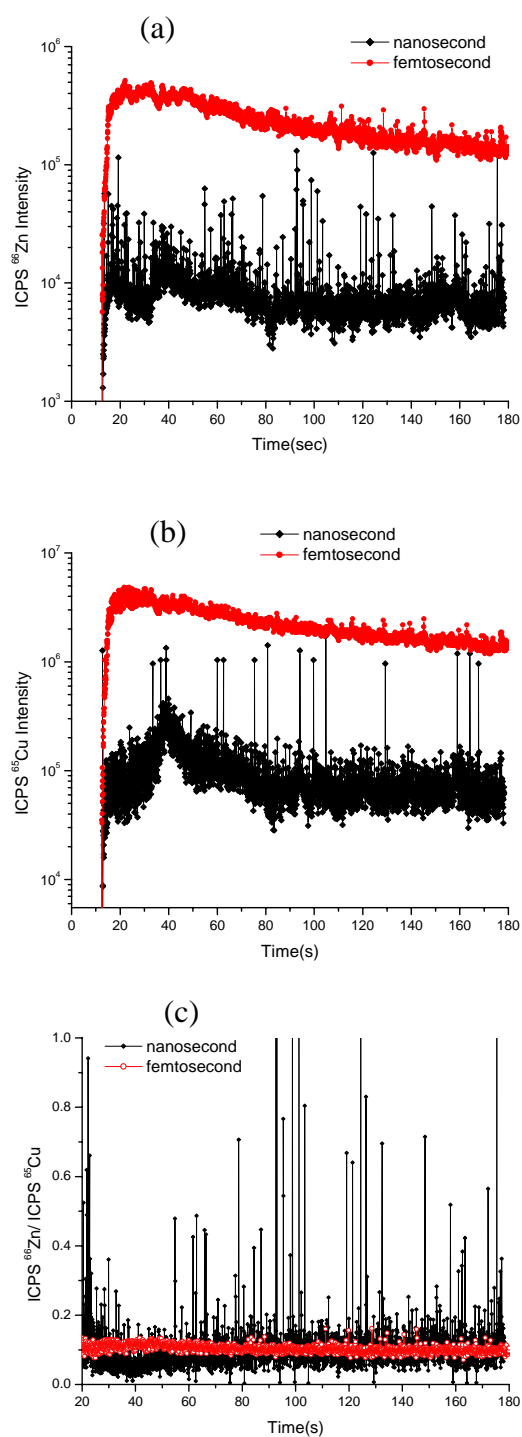 (a)
nanosecond
femtosecond
10^6
10^5
10^4
10^3
ICPS ^66Zn Intensity
0 20 40 60 80 100 120 140 160 180
Time(sec)
(b)
nanosecond
femtosecond
10^7
10^6
10^5
10^4
ICPS ^65Cu Intensity
0 20 40 60 80 100 120 140 160 180
Time(s)
(c)
nanosecond
femtosecond
1.0
0.8
0.6
0.4
0.2
0.0
ICPS ^66Zn/ ICPS ^65Cu
20 40 60 80 100 120 140 160 180
Time(s)